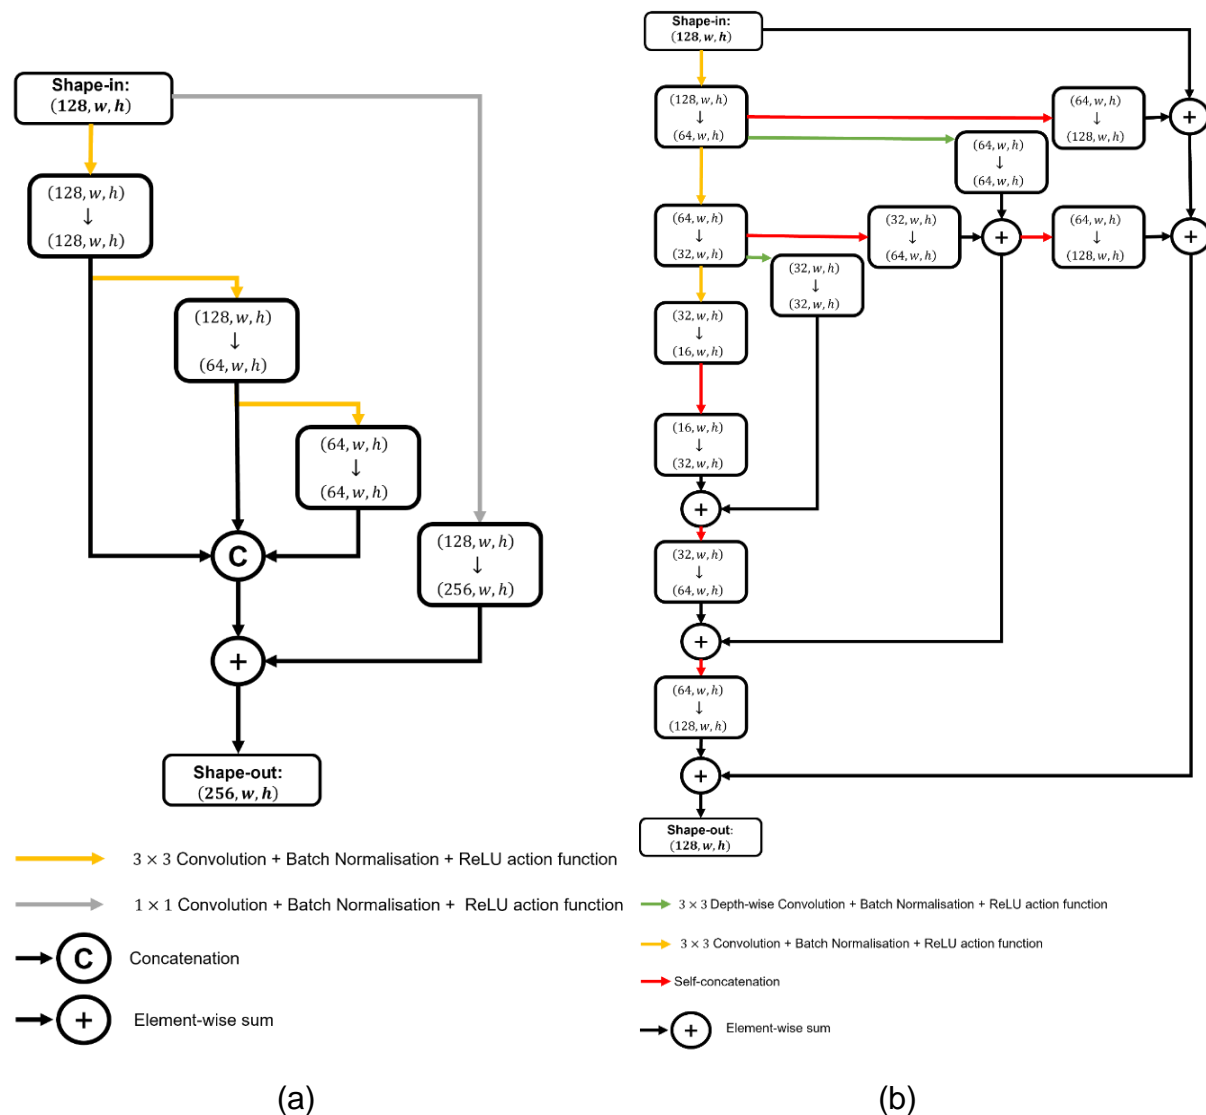 Shape-in:
(128, w, h)
(128, w, h)
↓
(128, w, h)
(128, w, h)
↓
(64, w, h)
(64, w, h)
↓
(64, w, h)
(128, w, h)
↓
(256, w, h)
C
+
Shape-out:
(256, w, h)
3 × 3 Convolution + Batch Normalisation + ReLU action function
1 × 1 Convolution + Batch Normalisation + ReLU action function
C Concatenation
+ Element-wise sum
(a)
Shape-in:
(128, w, h)
(128, w, h)
↓
(64, w, h)
(64, w, h)
↓
(128, w, h)
+
(64, w, h)
↓
(64, w, h)
(64, w, h)
↓
(32, w, h)
(32, w, h)
↓
(64, w, h)
+
(64, w, h)
↓
(128, w, h)
+
(32, w, h)
↓
(32, w, h)
(32, w, h)
↓
(16, w, h)
(16, w, h)
↓
(32, w, h)
+
(32, w, h)
↓
(64, w, h)
+
(64, w, h)
↓
(128, w, h)
+
Shape-out:
(128, w, h)
3 × 3 Depth-wise Convolution + Batch Normalisation + ReLU action function
3 × 3 Convolution + Batch Normalisation + ReLU action function
Self-concatenation
+ Element-wise sum
(b)